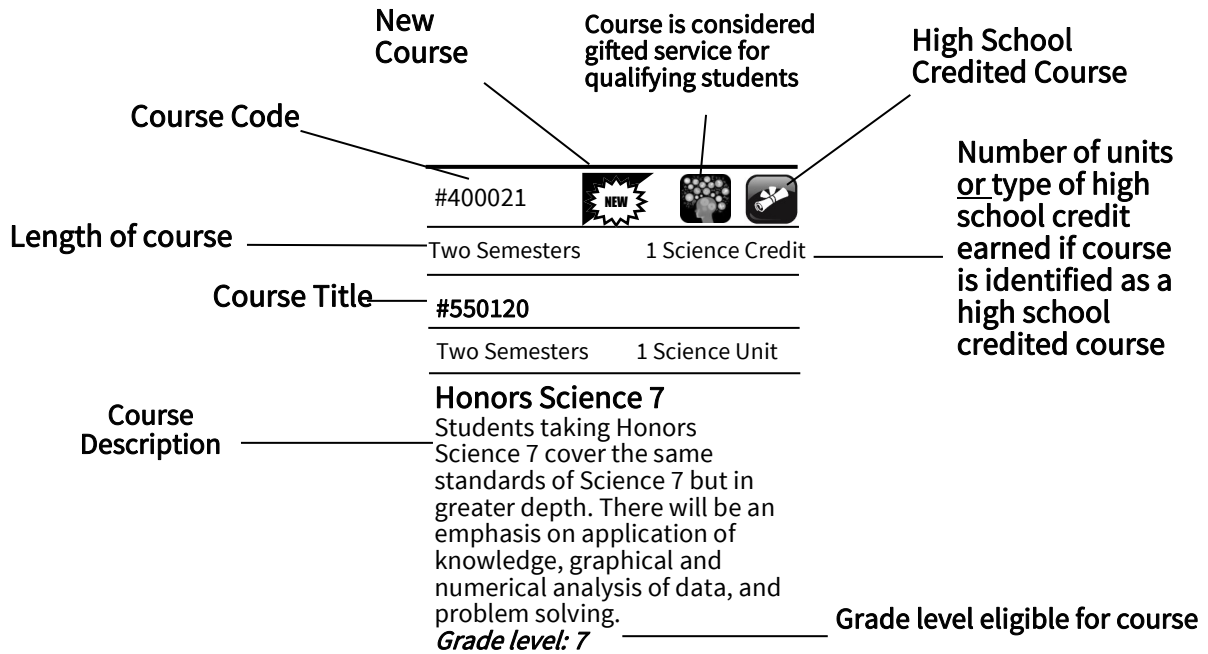 New
Course
Course is considered
gifted service for
qualifying students
High School
Credited Course
Course Code
#400021
NEW
Number of units
or type of high
school credit
earned if course
is identified as a
high school
credited course
Length of course
Two Semesters 1 Science Credit
Course Title
#550120
Two Semesters 1 Science Unit
Honors Science 7
Course
Description
Students taking Honors
Science 7 cover the same
standards of Science 7 but in
greater depth. There will be an
emphasis on application of
knowledge, graphical and
numerical analysis of data, and
problem solving.
Grade level: 7
Grade level eligible for course